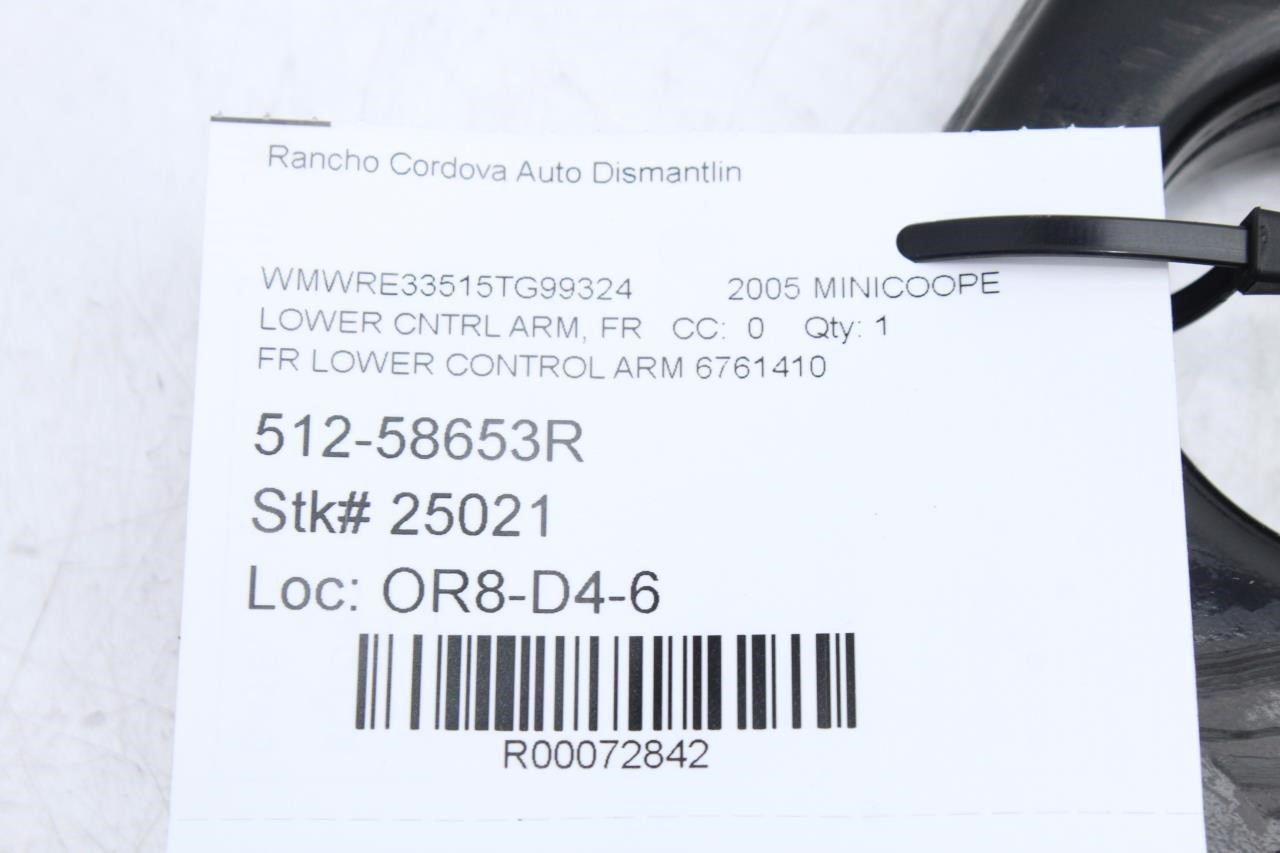 Rancho Cordova Auto Dismantlin
WMWRE33515TG99324 2005 MINICOOPE
LOWER CNTRL ARM, FR CC: 0 Qty: 1
FR LOWER CONTROL ARM 6761410
512-58653R
Stk# 25021
Loc: OR8-D4-6
R00072842